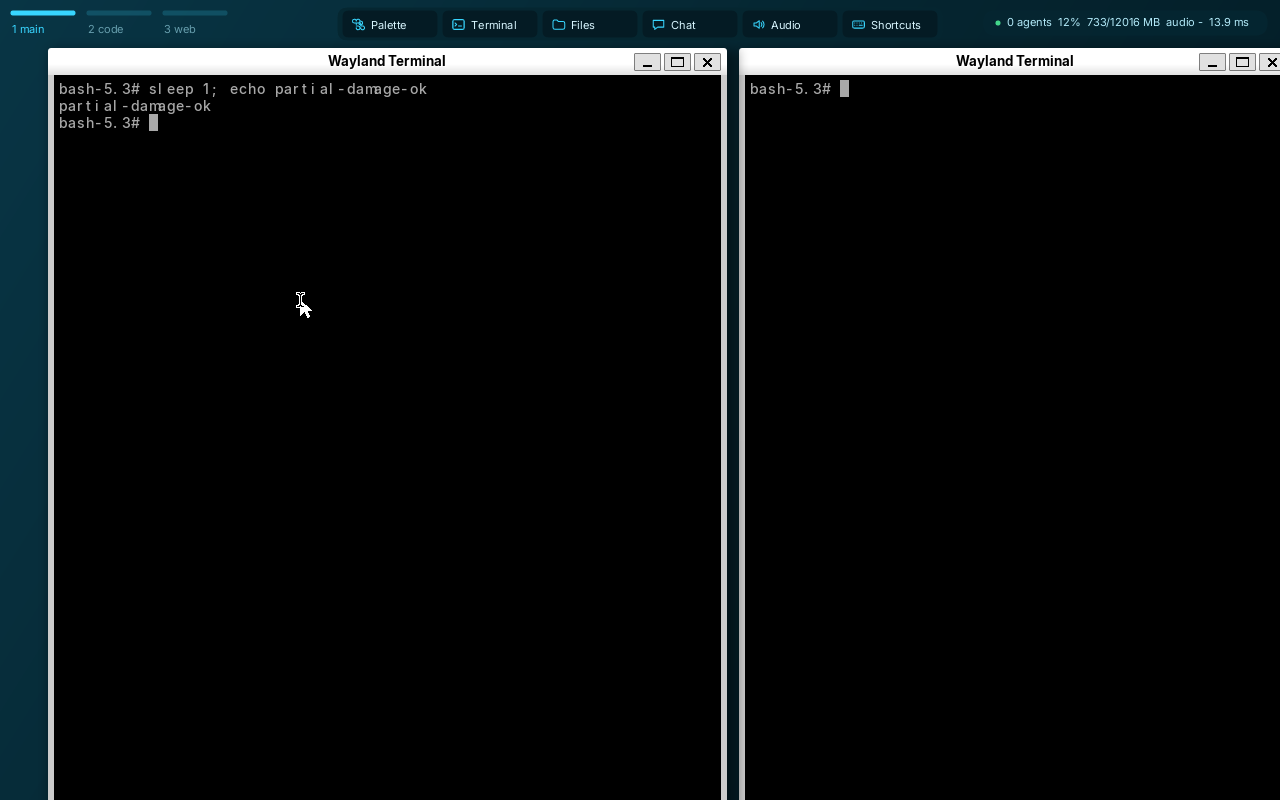 1 main
2 code
3 web
Palette
Terminal
Files
Chat
Audio
Shortcuts
0 agents 12% 733/12016 MB audio - 13.9 ms
Wayland Terminal
bash-5.3# sleep 1; echo partial-damage-ok
partial-damage-ok
bash-5.3#
Wayland Terminal
bash-5.3#